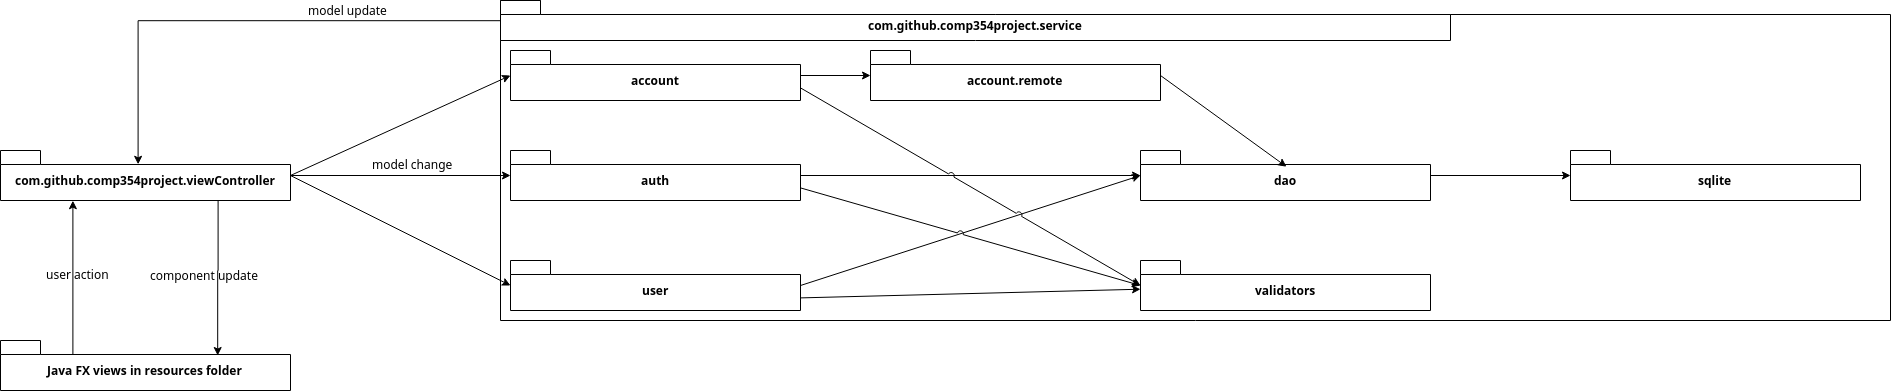 model update
com.github.comp354project.service
account
account.remote
model change
com.github.comp354project.viewController
auth
dao
sqlite
user action
component update
user
validators
Java FX views in resources folder